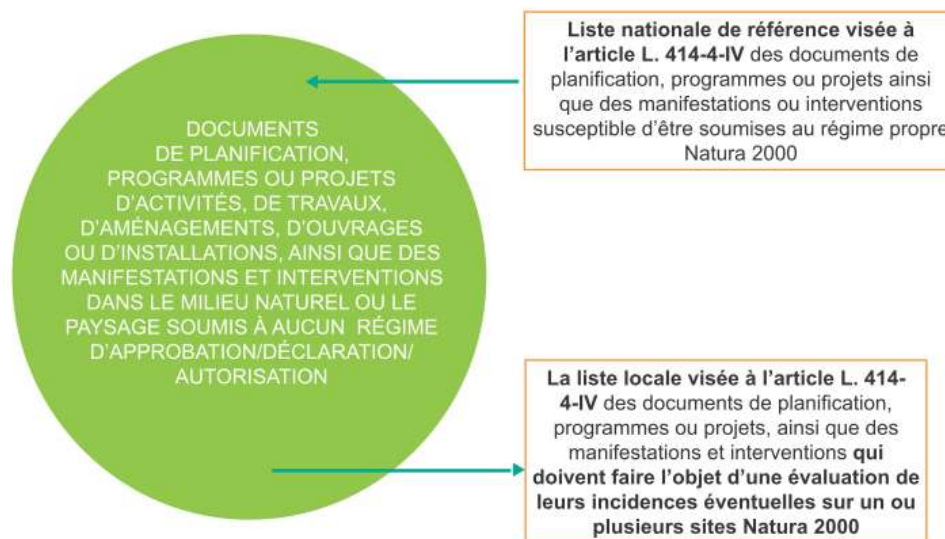 DOCUMENTS
DE PLANIFICATION,
PROGRAMMES OU PROJETS
D'ACTIVITÉS, DE TRAVAUX,
D'AMÉNAGEMENTS, D'OUVRAGES
OU D'INSTALLATIONS, AINSI QUE DES
MANIFESTATIONS ET INTERVENTIONS
DANS LE MILIEU NATUREL OU LE
PAYSAGE SOUMIS À AUCUN RÉGIME
D'APPROBATION/DÉCLARATION/
AUTORISATION
Liste nationale de référence visée à
l'article L. 414-4-IV des documents de
planification, programmes ou projets ainsi
que des manifestations ou interventions
susceptible d'être soumises au régime propre
Natura 2000
La liste locale visée à l'article L. 414-
4-IV des documents de planification,
programmes ou projets, ainsi que des
manifestations et interventions qui
doivent faire l'objet d'une évaluation de
leurs incidences éventuelles sur un ou
plusieurs sites Natura 2000